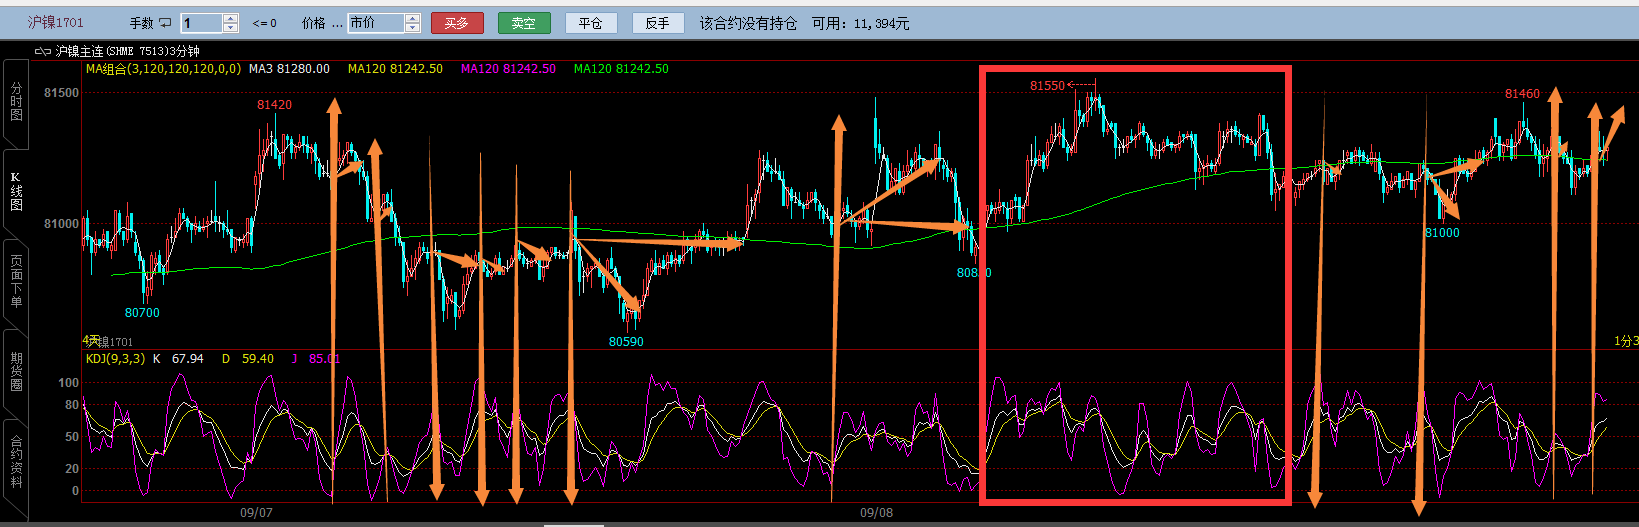 沪镍1701 手数 1 <= 0 价格 ... 市价 买多 卖空 平仓 反手 该合约没有持仓 可用: 11,394元
沪镍主连(SHME 7513)3分钟
MA组合(3,120,120,120,0,0) MA3 81280.00 MA120 81242.50 MA120 81242.50 MA120 81242.50
分时图
K线图
页面下单
期货圈
合约资料
81500
81000
81420
81550
81460
81000
80700
80590
4天
沪镍1701
1分3
KDJ(9,3,3) K 67.94 D 59.40 J 85.01
100
80
50
20
0
09/07 09/08